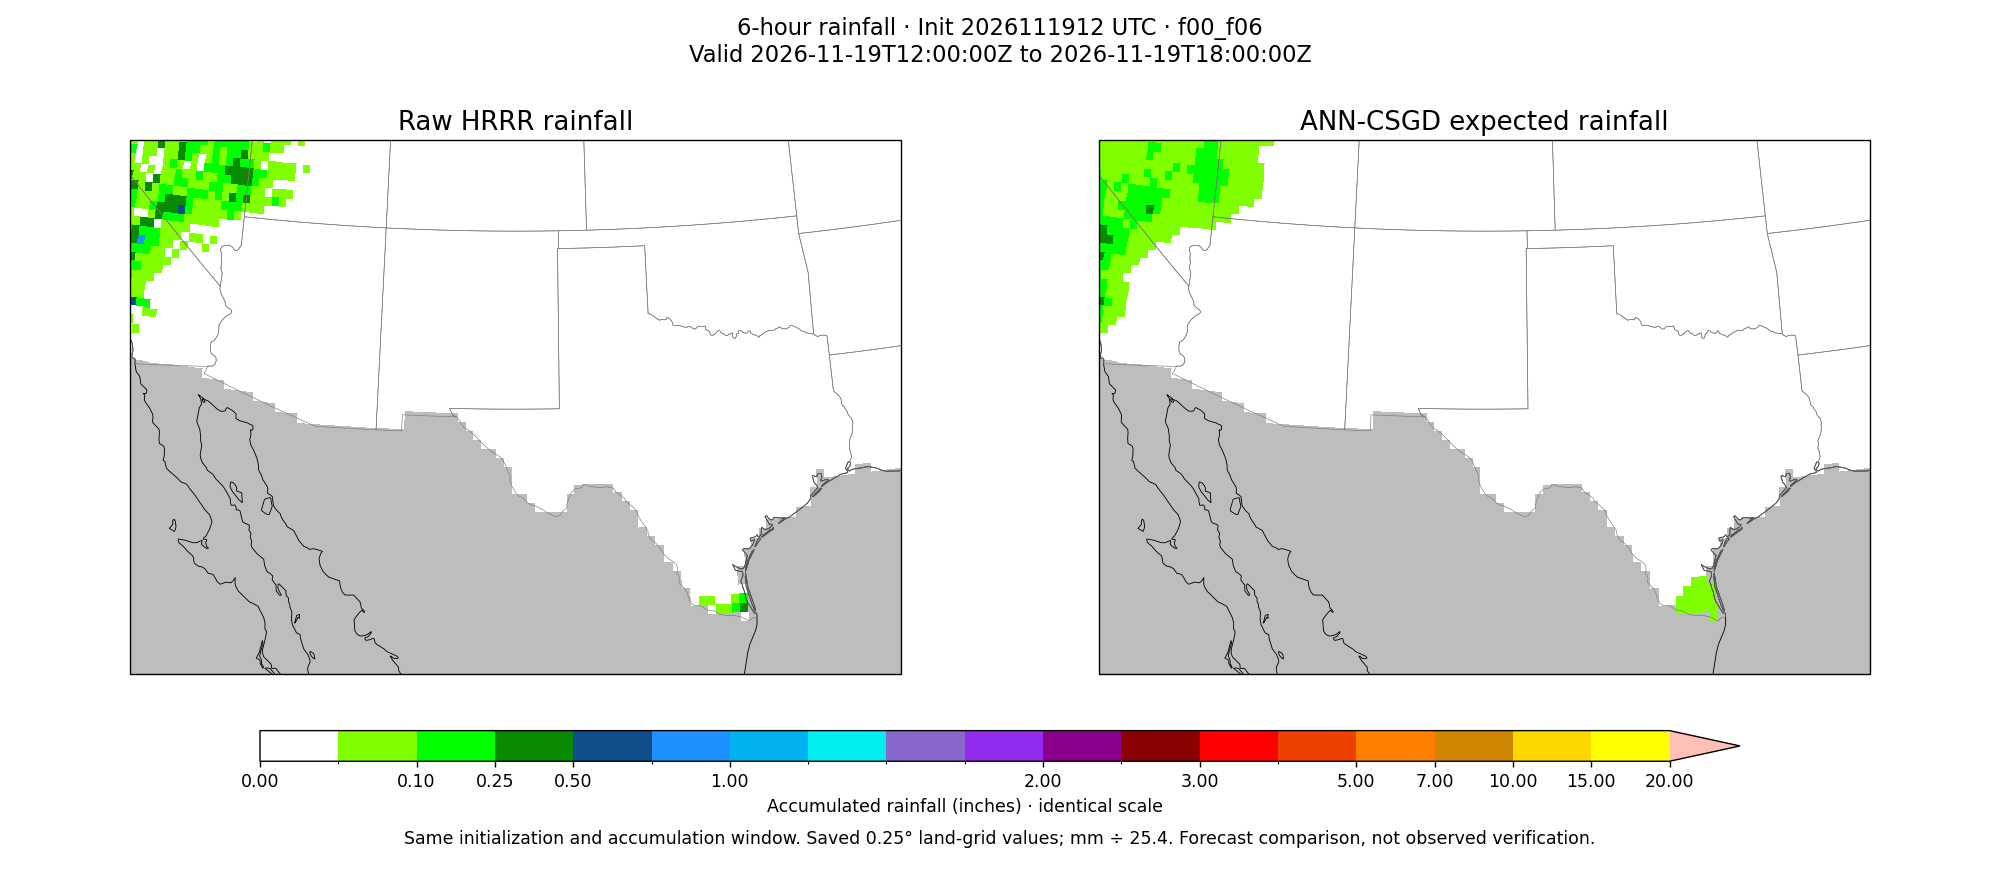 6-hour rainfall · Init 2026111912 UTC · f00_f06
Valid 2026-11-19T12:00:00Z to 2026-11-19T18:00:00Z
Raw HRRR rainfall
ANN-CSGD expected rainfall
0.00 0.10 0.25 0.50 1.00 2.00 3.00 5.00 7.00 10.00 15.00 20.00
Accumulated rainfall (inches) · identical scale
Same initialization and accumulation window. Saved 0.25° land-grid values; mm ÷ 25.4. Forecast comparison, not observed verification.